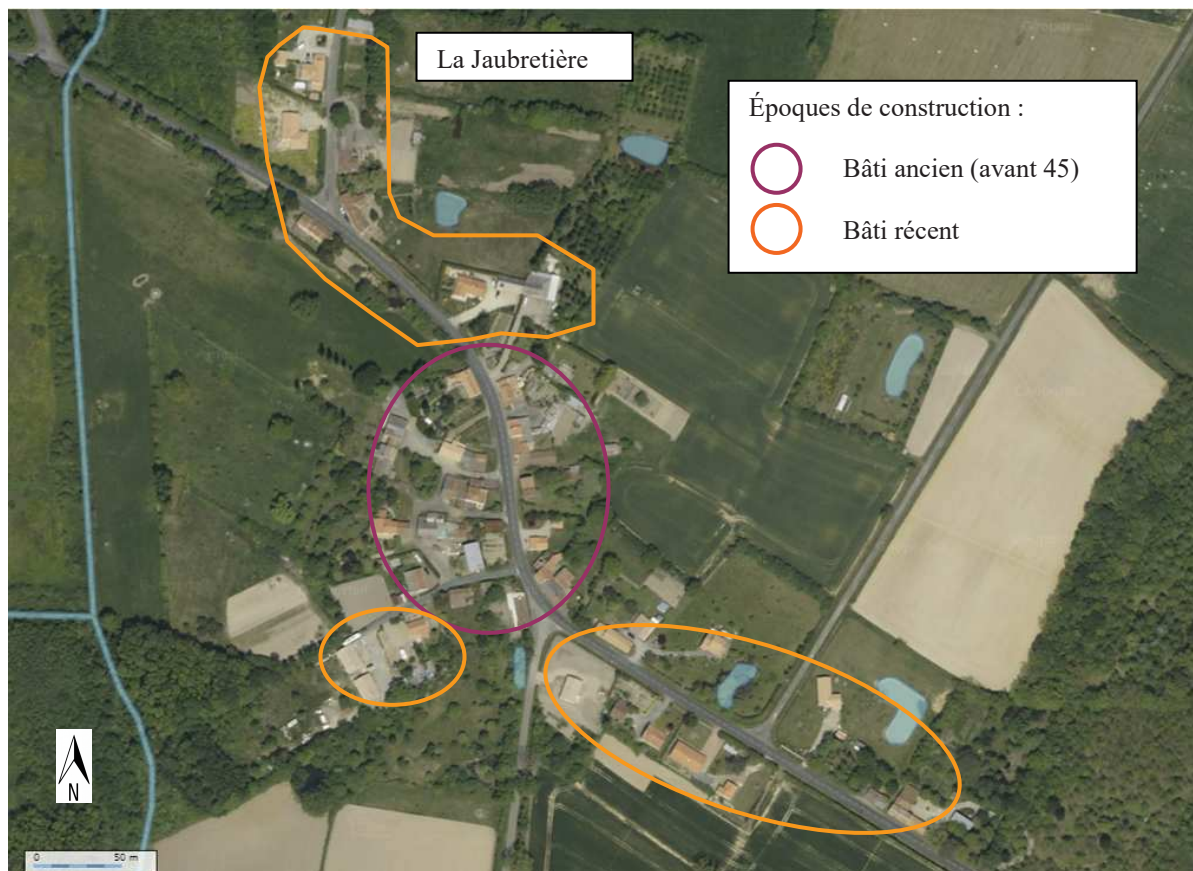 La Jaubretière
Époques de construction :
Bâti ancien (avant 45)
Bâti récent
N
0 50 m